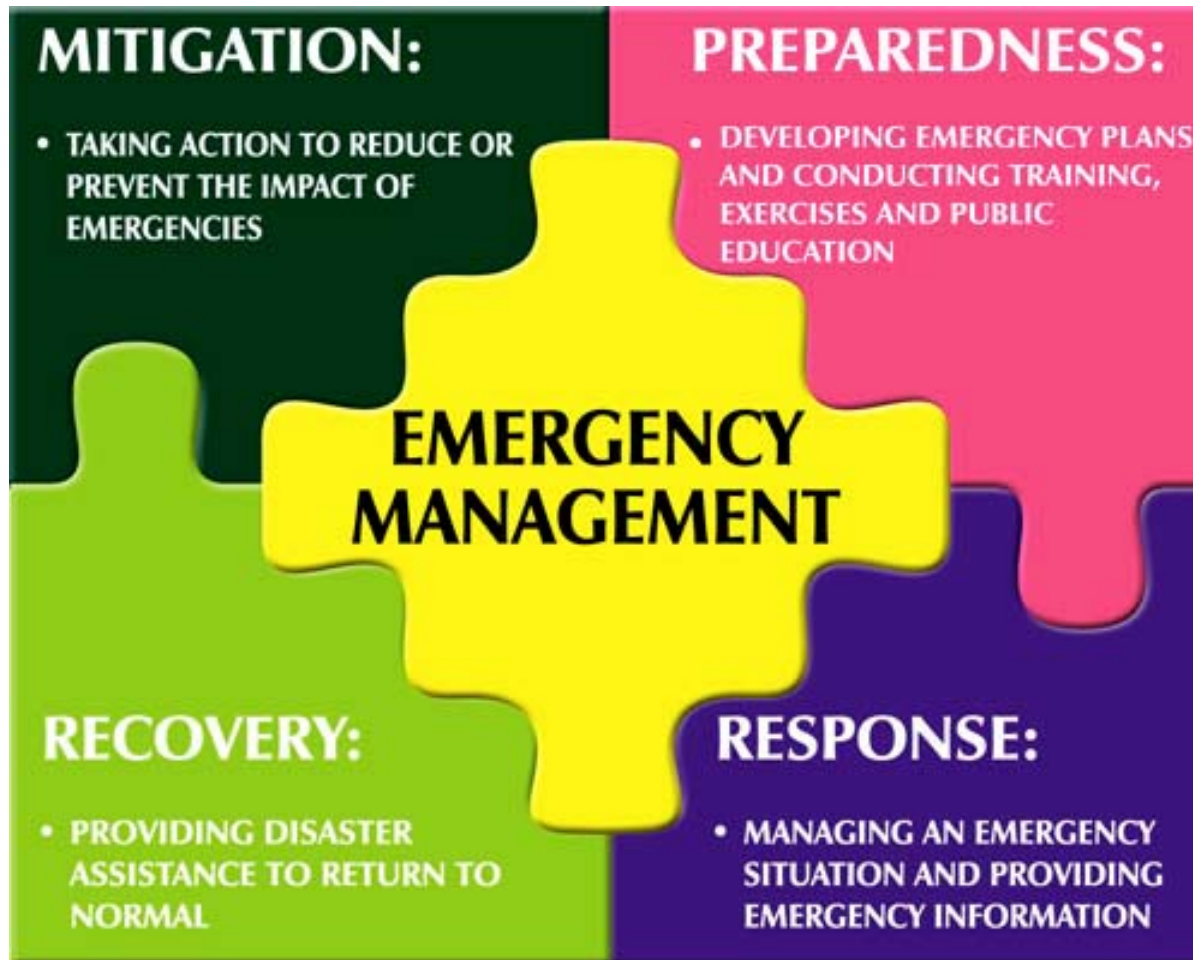 MITIGATION:
• TAKING ACTION TO REDUCE OR
PREVENT THE IMPACT OF
EMERGENCIES
PREPAREDNESS:
• DEVELOPING EMERGENCY PLANS
AND CONDUCTING TRAINING,
EXERCISES AND PUBLIC
EDUCATION
EMERGENCY
MANAGEMENT
RECOVERY:
• PROVIDING DISASTER
ASSISTANCE TO RETURN TO
NORMAL
RESPONSE:
• MANAGING AN EMERGENCY
SITUATION AND PROVIDING
EMERGENCY INFORMATION